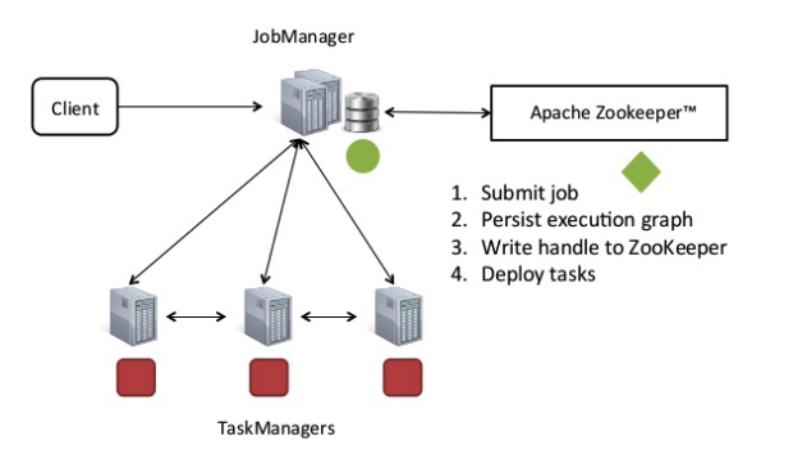 JobManager
Client
Apache Zookeeper™
1. Submit job
2. Persist execution graph
3. Write handle to ZooKeeper
4. Deploy tasks
TaskManagers